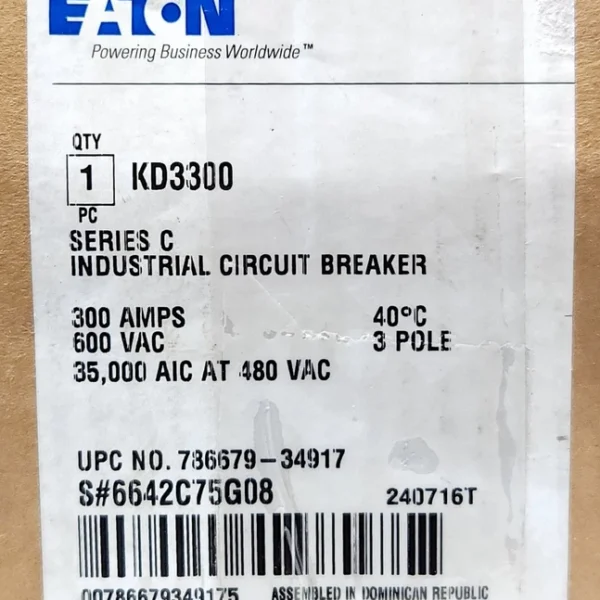 EATON
Powering Business Worldwide™
QTY
1 KD3300
PC
SERIES C
INDUSTRIAL CIRCUIT BREAKER
300 AMPS 40°C
600 VAC 3 POLE
35,000 AIC AT 480 VAC
UPC NO. 786679-34917
S#6642C75G08 240716T
00786679349175 ASSEMBLED IN DOMINICAN REPUBLIC